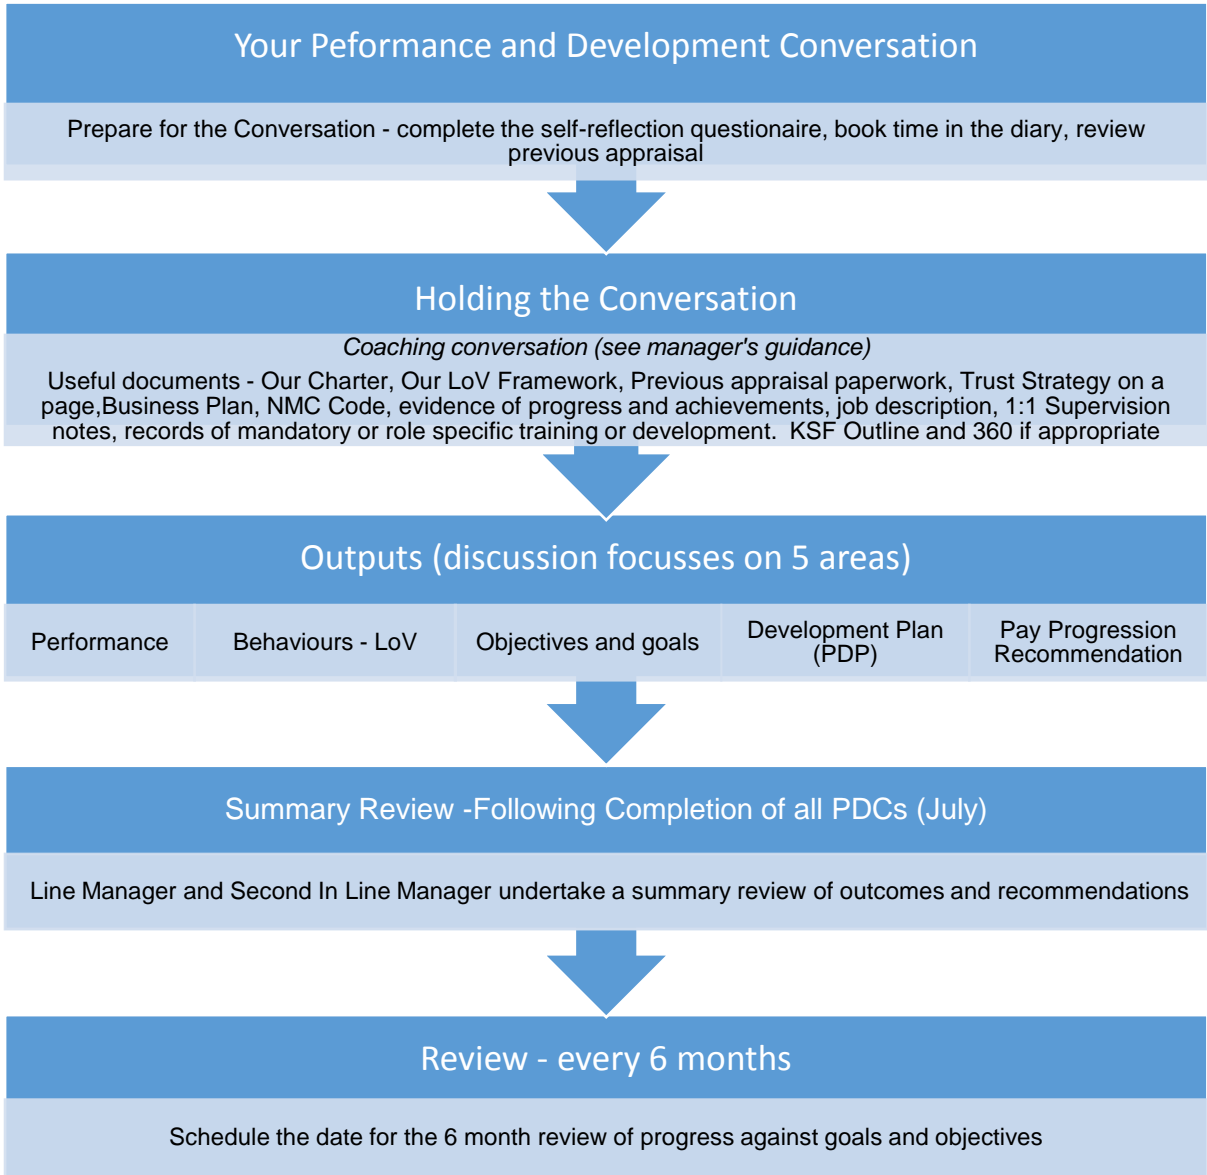 Your Peformance and Development Conversation
Prepare for the Conversation - complete the self-reflection questionaire, book time in the diary, review
previous appraisal
Holding the Conversation
Coaching conversation (see manager's guidance)
Useful documents - Our Charter, Our LoV Framework, Previous appraisal paperwork, Trust Strategy on a
page,Business Plan, NMC Code, evidence of progress and achievements, job description, 1:1 Supervision
notes, records of mandatory or role specific training or development.  KSF Outline and 360 if appropriate
Outputs (discussion focusses on 5 areas)
Performance
Behaviours - LoV
Objectives and goals
Development Plan
(PDP)
Pay Progression
Recommendation
Summary Review -Following Completion of all PDCs (July)
Line Manager and Second In Line Manager undertake a summary review of outcomes and recommendations
Review - every 6 months
Schedule the date for the 6 month review of progress against goals and objectives